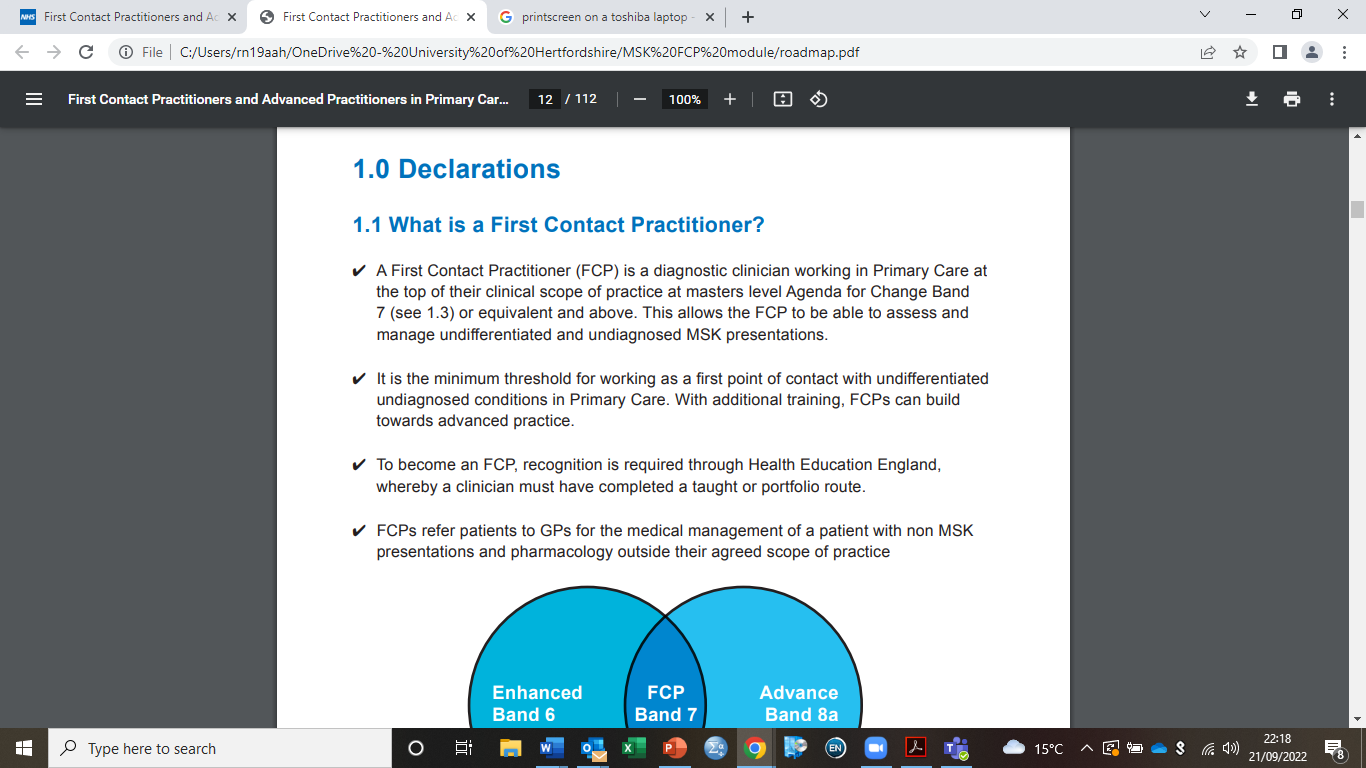 First Contact Practitioners and Ac
First Contact Practitioners and Ac
printscreen on a toshiba laptop -
File
C:/Users/rn19aah/OneDrive%20-%20University%20of%20Hertfordshire/MSK%20FCP%20module/roadmap.pdf
First Contact Practitioners and Advanced Practitioners in Primary Car...
12 / 112
100%
1.0 Declarations
1.1 What is a First Contact Practitioner?
✔ A First Contact Practitioner (FCP) is a diagnostic clinician working in Primary Care at
the top of their clinical scope of practice at masters level Agenda for Change Band
7 (see 1.3) or equivalent and above. This allows the FCP to be able to assess and
manage undifferentiated and undiagnosed MSK presentations.
✔ It is the minimum threshold for working as a first point of contact with undifferentiated
undiagnosed conditions in Primary Care. With additional training, FCPs can build
towards advanced practice.
✔ To become an FCP, recognition is required through Health Education England,
whereby a clinician must have completed a taught or portfolio route.
✔ FCPs refer patients to GPs for the medical management of a patient with non MSK
presentations and pharmacology outside their agreed scope of practice
Enhanced
Band 6
FCP
Band 7
Advance
Band 8a
Type here to search
EN
15°C
22:18
21/09/2022
8